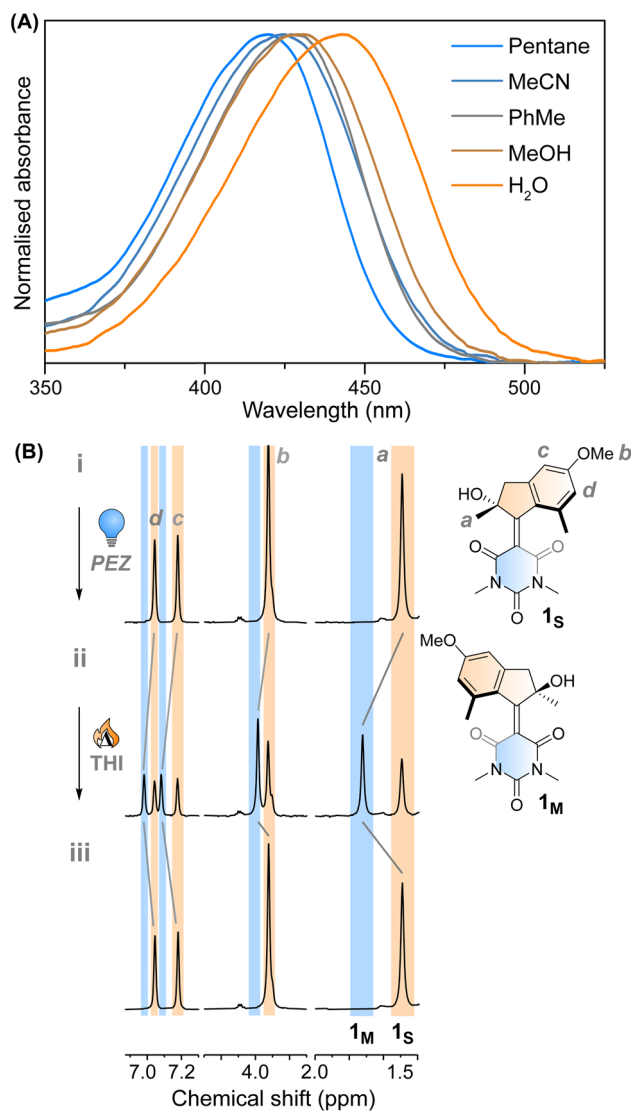 (A)
Normalised absorbance
Pentane
MeCN
PhMe
MeOH
H₂O
350 400 450 500
Wavelength (nm)
(B)
i
PEZ
ii
THI
iii
d c b a
HO
a
c
OMe b
d
O O
N N
O
1S
MeO
OH
O O
N N
O
1M
1M 1S
7.0 7.2 4.0 2.0 1.5
Chemical shift (ppm)